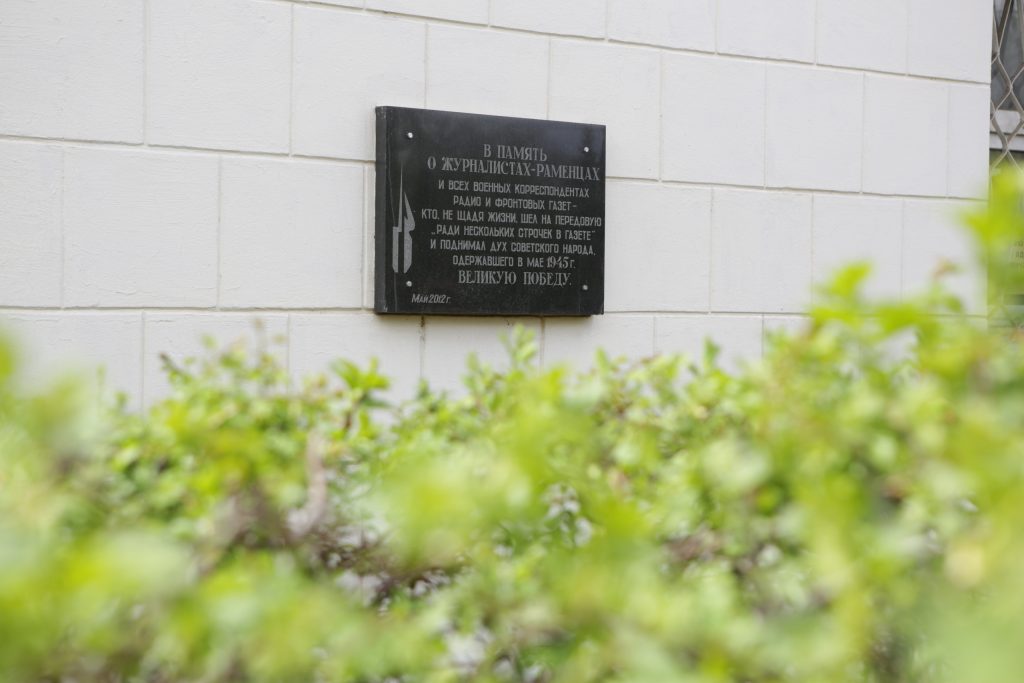 В ПАМЯТЬ
О ЖУРНАЛИСТАХ-РАМЕНЦАХ
И ВСЕХ ВОЕННЫХ КОРРЕСПОНДЕНТАХ
РАДИО И ФРОНТОВЫХ ГАЗЕТ -
КТО, НЕ ЩАДЯ ЖИЗНИ, ШЕЛ НА ПЕРЕДОВУЮ
„РАДИ НЕСКОЛЬКИХ СТРОЧЕК В ГАЗЕТЕ"
И ПОДНИМАЛ ДУХ СОВЕТСКОГО НАРОДА,
ОДЕРЖАВШЕГО В МАЕ 1945 г.
ВЕЛИКУЮ ПОБЕДУ.
МАЙ 2012 г.